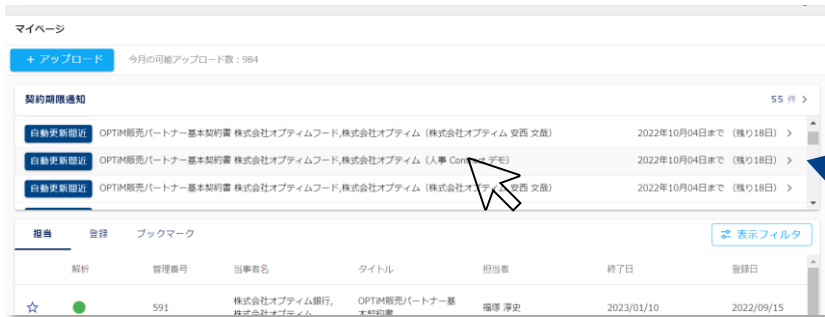 マイページ
+ アップロード 今月の可能アップロード数：984
契約期限通知 55 件 >
自動更新間近 OPTiM販売パートナー基本契約書 株式会社オプティムフード,株式会社オプティム（株式会社オプティム 安西 文哉） 2022年10月04日まで （残り18日） >
自動更新間近 OPTiM販売パートナー基本契約書 株式会社オプティムフード,株式会社オプティム（人事 Contract デモ） 2022年10月04日まで （残り18日） >
自動更新間近 OPTiM販売パートナー基本契約書 株式会社オプティムフード,株式会社オプティム（株式会社オプティム 安西 文哉） 2022年10月04日まで （残り18日） >
担当 登録 ブックマーク 表示フィルタ
解析 管理番号 当事者名 タイトル 担当者 終了日 登録日
591 株式会社オプティム銀行, OPTiM販売パートナー基 福塚 淳史 2023/01/10 2022/09/15
株式会社オプティム 本契約書